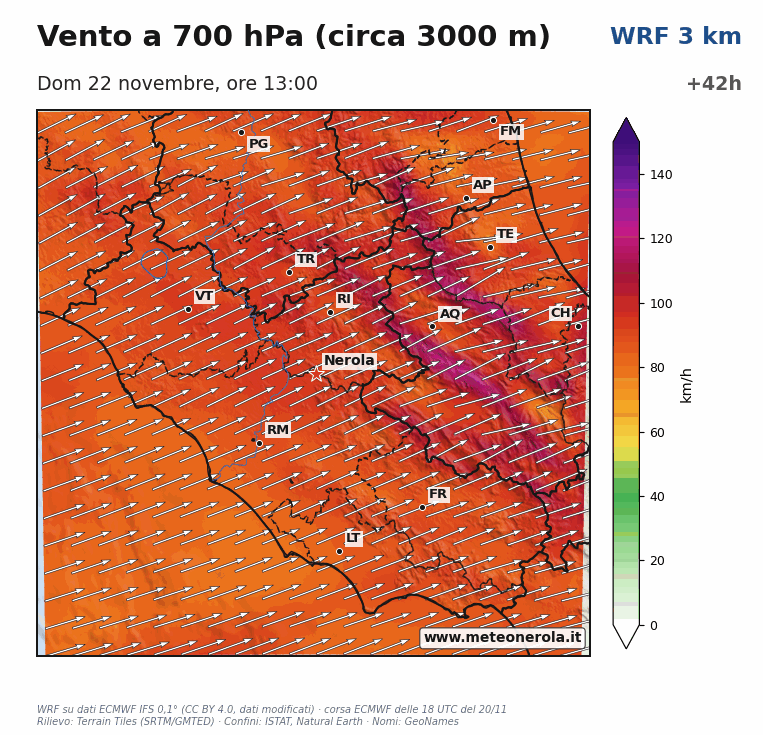 Vento a 700 hPa (circa 3000 m)
WRF 3 km
Dom 22 novembre, ore 13:00
+42h
FM
PG
AP
TE
TR
VT
RI
AQ
CH
Nerola
RM
FR
LT
www.meteonerola.it
140
120
100
80
60
40
20
0
km/h
WRF su dati ECMWF IFS 0,1° (CC BY 4.0, dati modificati) · corsa ECMWF delle 18 UTC del 20/11
Rilievo: Terrain Tiles (SRTM/GMTED) · Confini: ISTAT, Natural Earth · Nomi: GeoNames